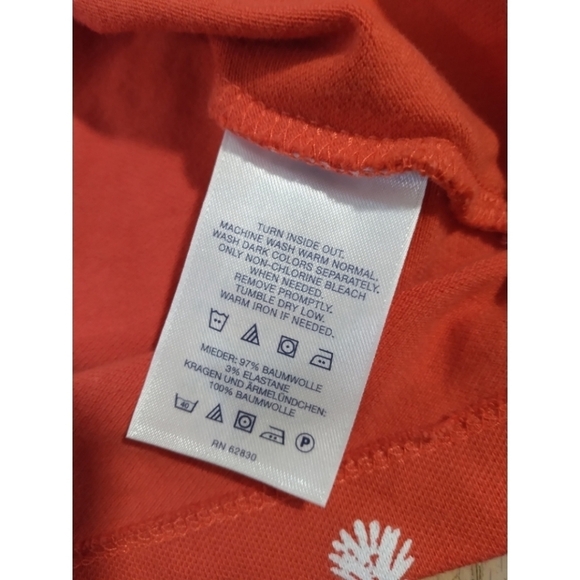 TURN INSIDE OUT.
MACHINE WASH WARM NORMAL.
WASH DARK COLORS SEPARATELY.
ONLY NON-CHLORINE BLEACH
WHEN NEEDED.
REMOVE PROMPTLY.
TUMBLE DRY LOW.
WARM IRON IF NEEDED.
MIEDER: 97% BAUMWOLLE
3% ELASTANE
KRAGEN UND ÄRMELÜNDCHEN:
100% BAUMWOLLE
40 P
RN 62830